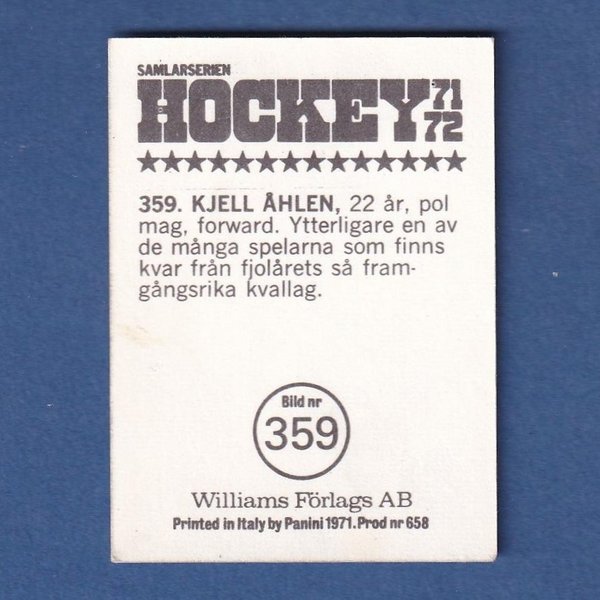 SAMLARSERIEN
HOCKEY 71 72
359. KJELL ÅHLEN, 22 år, pol
mag, forward. Ytterligare en av
de många spelarna som finns
kvar från fjolårets så fram-
gångsrika kvallag.
Bild nr
359
Williams Förlags AB
Printed in Italy by Panini 1971. Prod nr 658